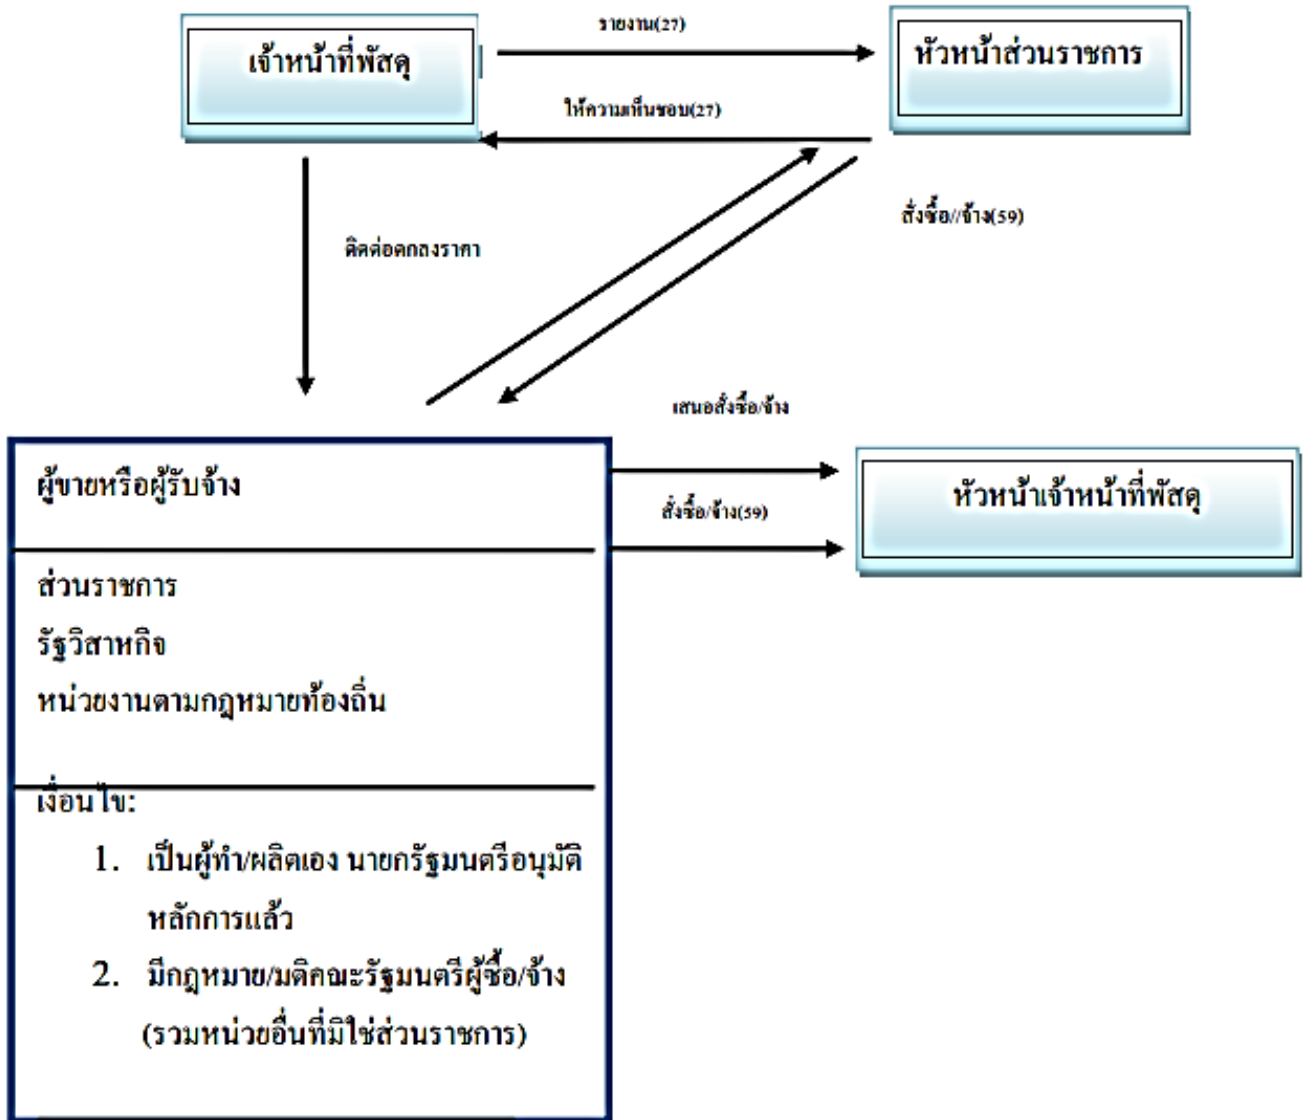 รายงาน(27)
เจ้าหน้าที่พัสดุ
หัวหน้าส่วนราชการ
ให้ความเห็นชอบ(27)
สั่งซื้อ//จ้าง(59)
ติดต่อตกลงราคา
เสนอสั่งซื้อ/จ้าง
ผู้ขายหรือผู้รับจ้าง
หัวหน้าเจ้าหน้าที่พัสดุ
สั่งซื้อ/จ้าง(59)
ส่วนราชการ
รัฐวิสาหกิจ
หน่วยงานตามกฎหมายท้องถิ่น
เงื่อนไข:
1. เป็นผู้ทำ/ผลิตเอง นายกรัฐมนตรีอนุมัติ
หลักการแล้ว
2. มีกฎหมาย/มติคณะรัฐมนตรีผู้ซื้อ/จ้าง
(รวมหน่วยอื่นที่มิใช่ส่วนราชการ)